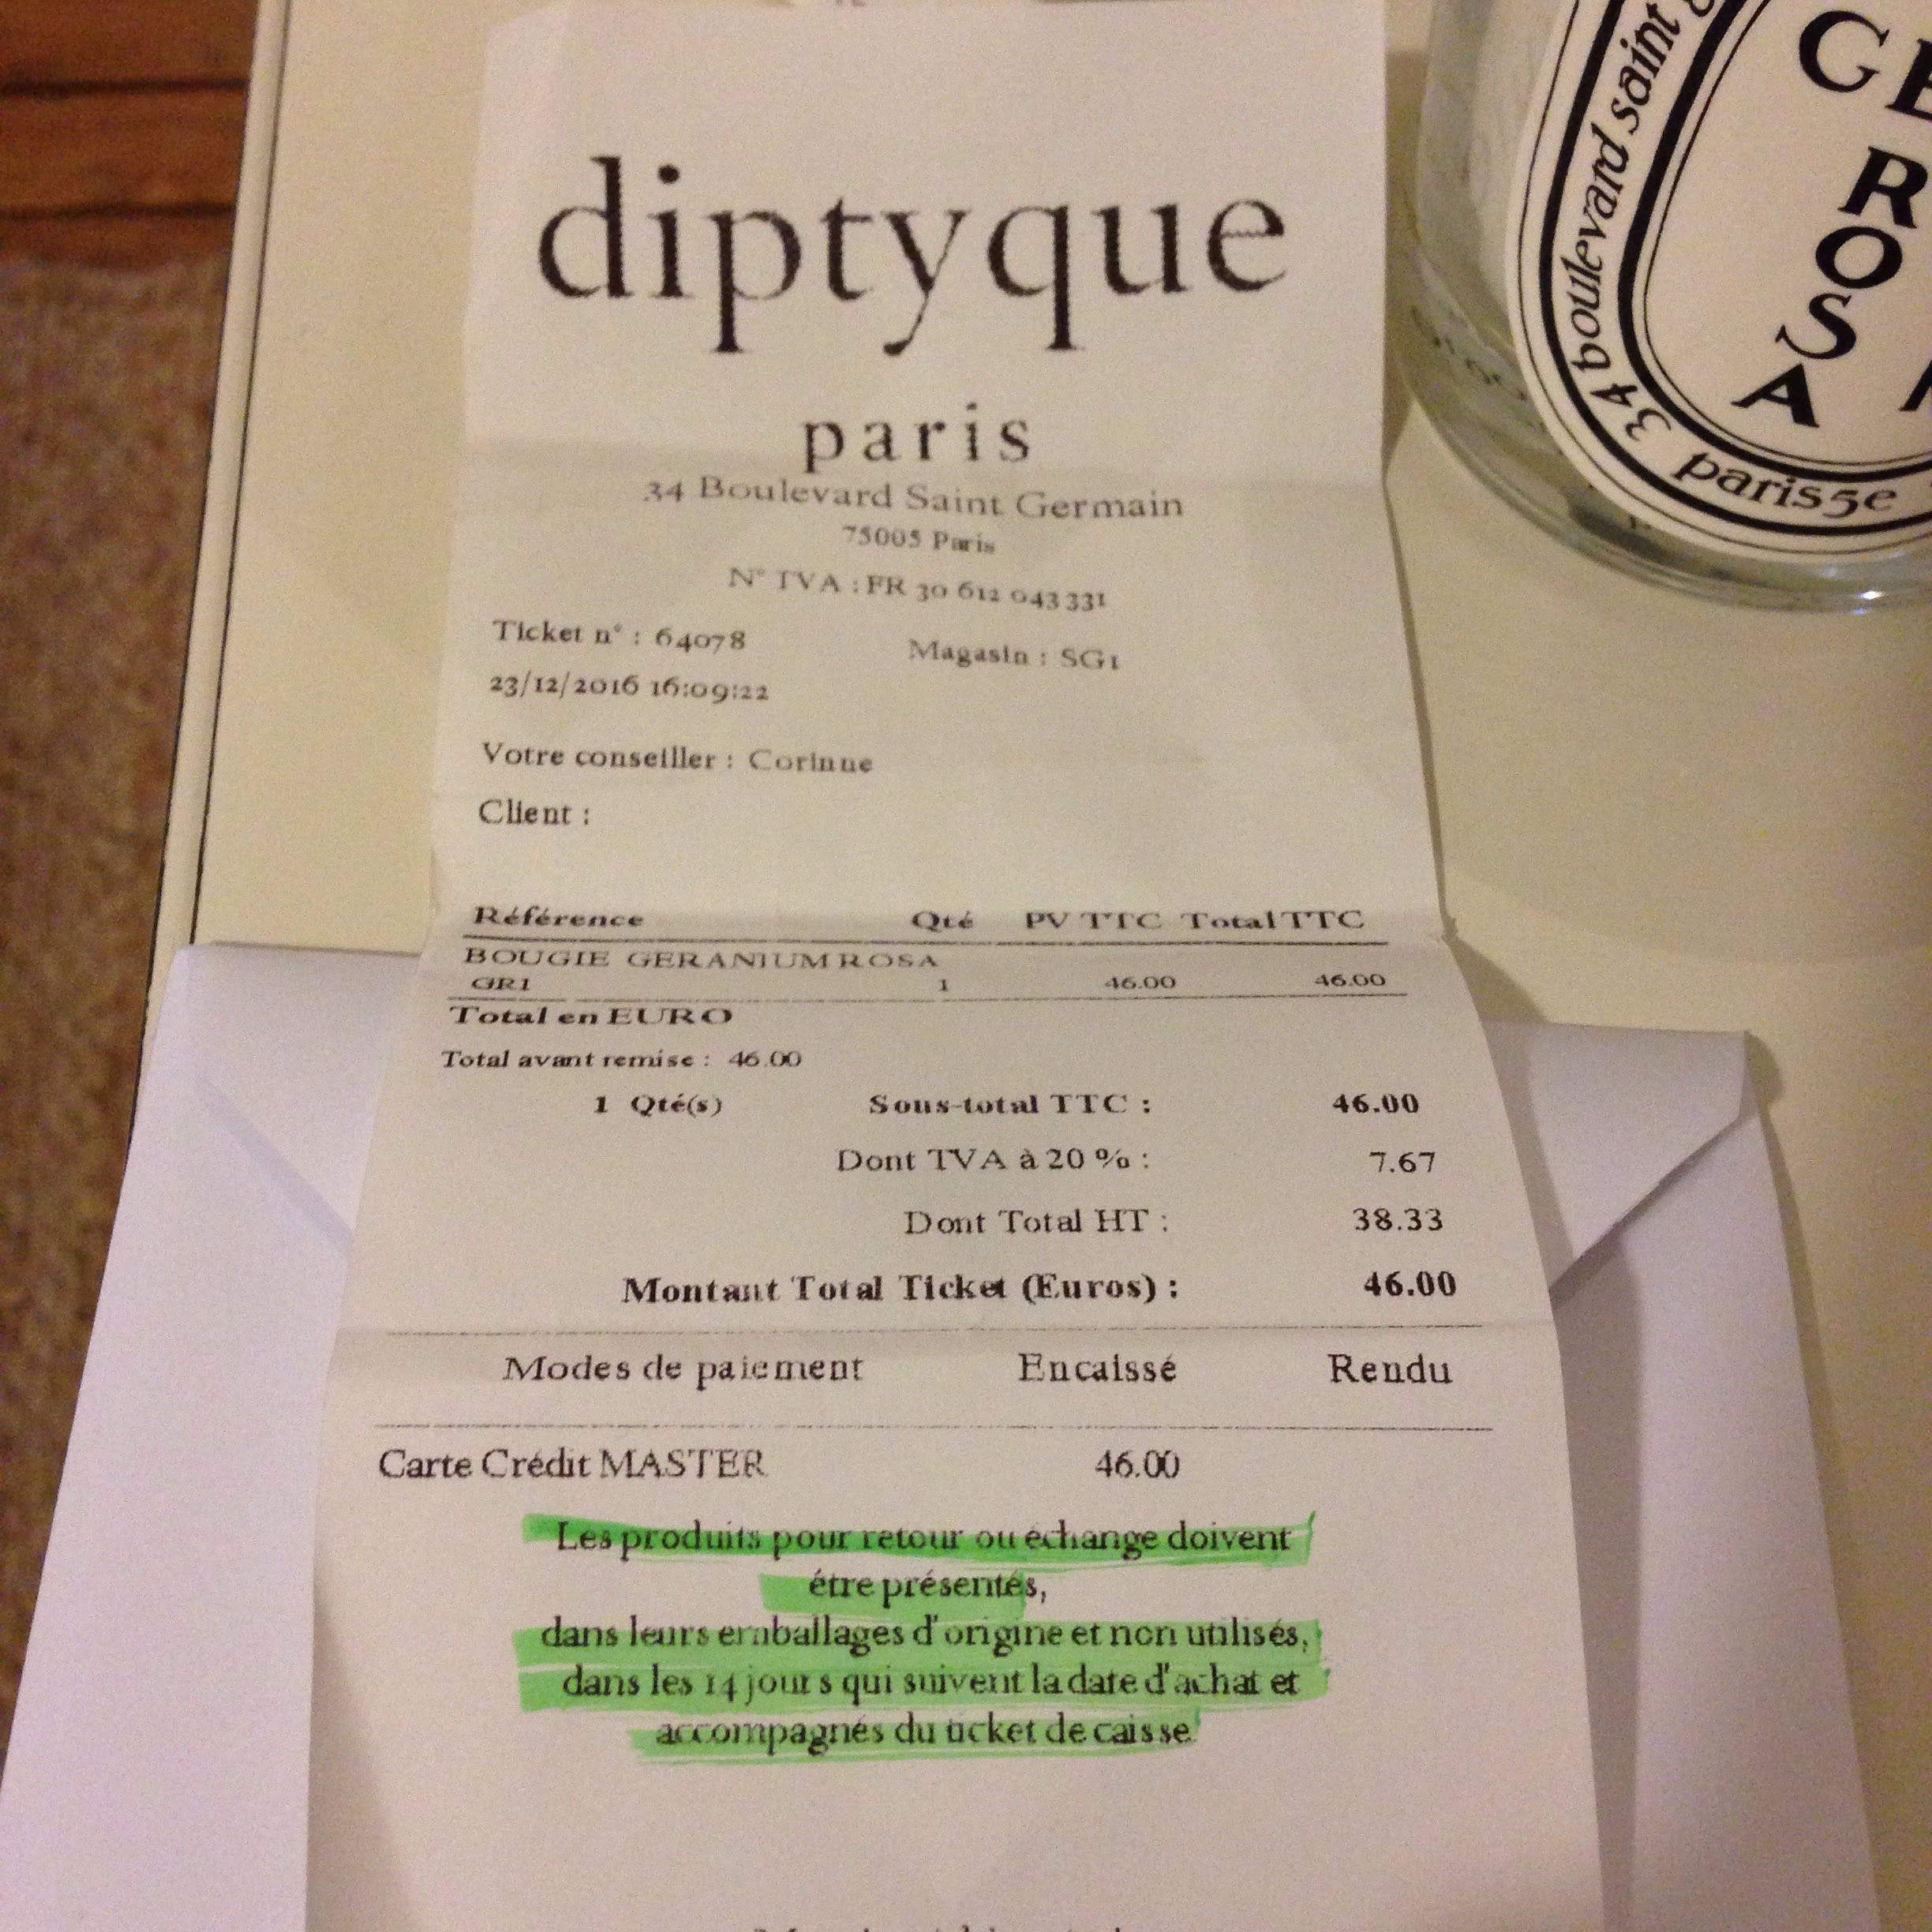 diptyque
paris
34 Boulevard Saint Germain
75005 Paris
N° TVA : FR 30 612 043 331
Ticket n° : 64078 Magasin : SG1
23/12/2016 16:09:22
Votre conseiller : Corinne
Client :
Référence Qté PV TTC Total TTC
BOUGIE GERANIUM ROSA
GR1 1 46.00 46.00
Total en EURO
Total avant remise : 46.00
1 Qté(s) Sous-total TTC : 46.00
Dont TVA à 20 % : 7.67
Dont Total HT : 38.33
Montant Total Ticket (Euros) : 46.00
Modes de paiement Encaissé Rendu
Carte Crédit MASTER 46.00
Les produits pour retour ou échange doivent
être présentés,
dans leurs emballages d'origine et non utilisés,
dans les 14 jours qui suivent la date d'achat et
accompagnés du ticket de caisse
GE
R
OS
A
34 boulevard saint
paris5e